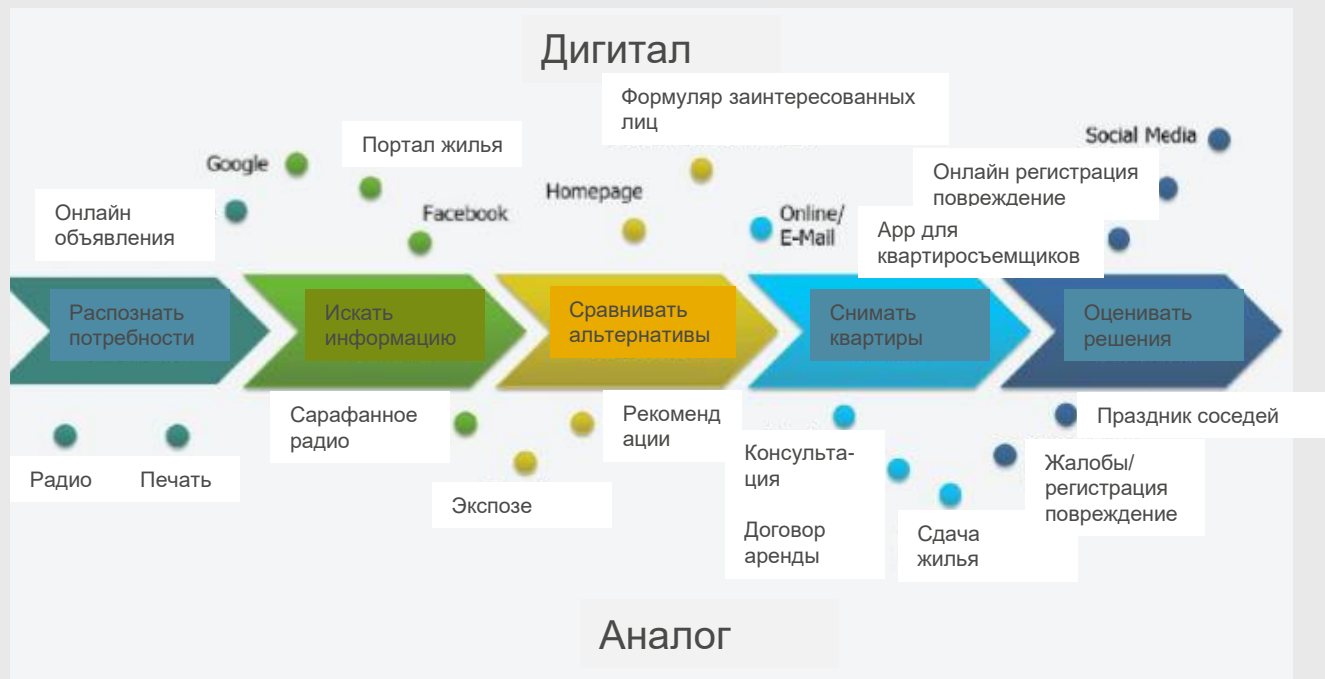 Дигитал
Формуляр заинтересованных
лиц
Портал жилья
Google
Social Media
Онлайн регистрация
повреждение
Homepage
Онлайн
объявления
Facebook
Online/
E-Mail
App для
квартиросъемщиков
Распознать
потребности
Искать
информацию
Сравнивать
альтернативы
Снимать
квартиры
Оценивать
решения
Сарафанное
радио
Рекоменд
ации
Праздник соседей
Радио
Печать
Экспозе
Консульта-
ция
Договор
аренды
Сдача
жилья
Жалобы/
регистрация
повреждение
Аналог